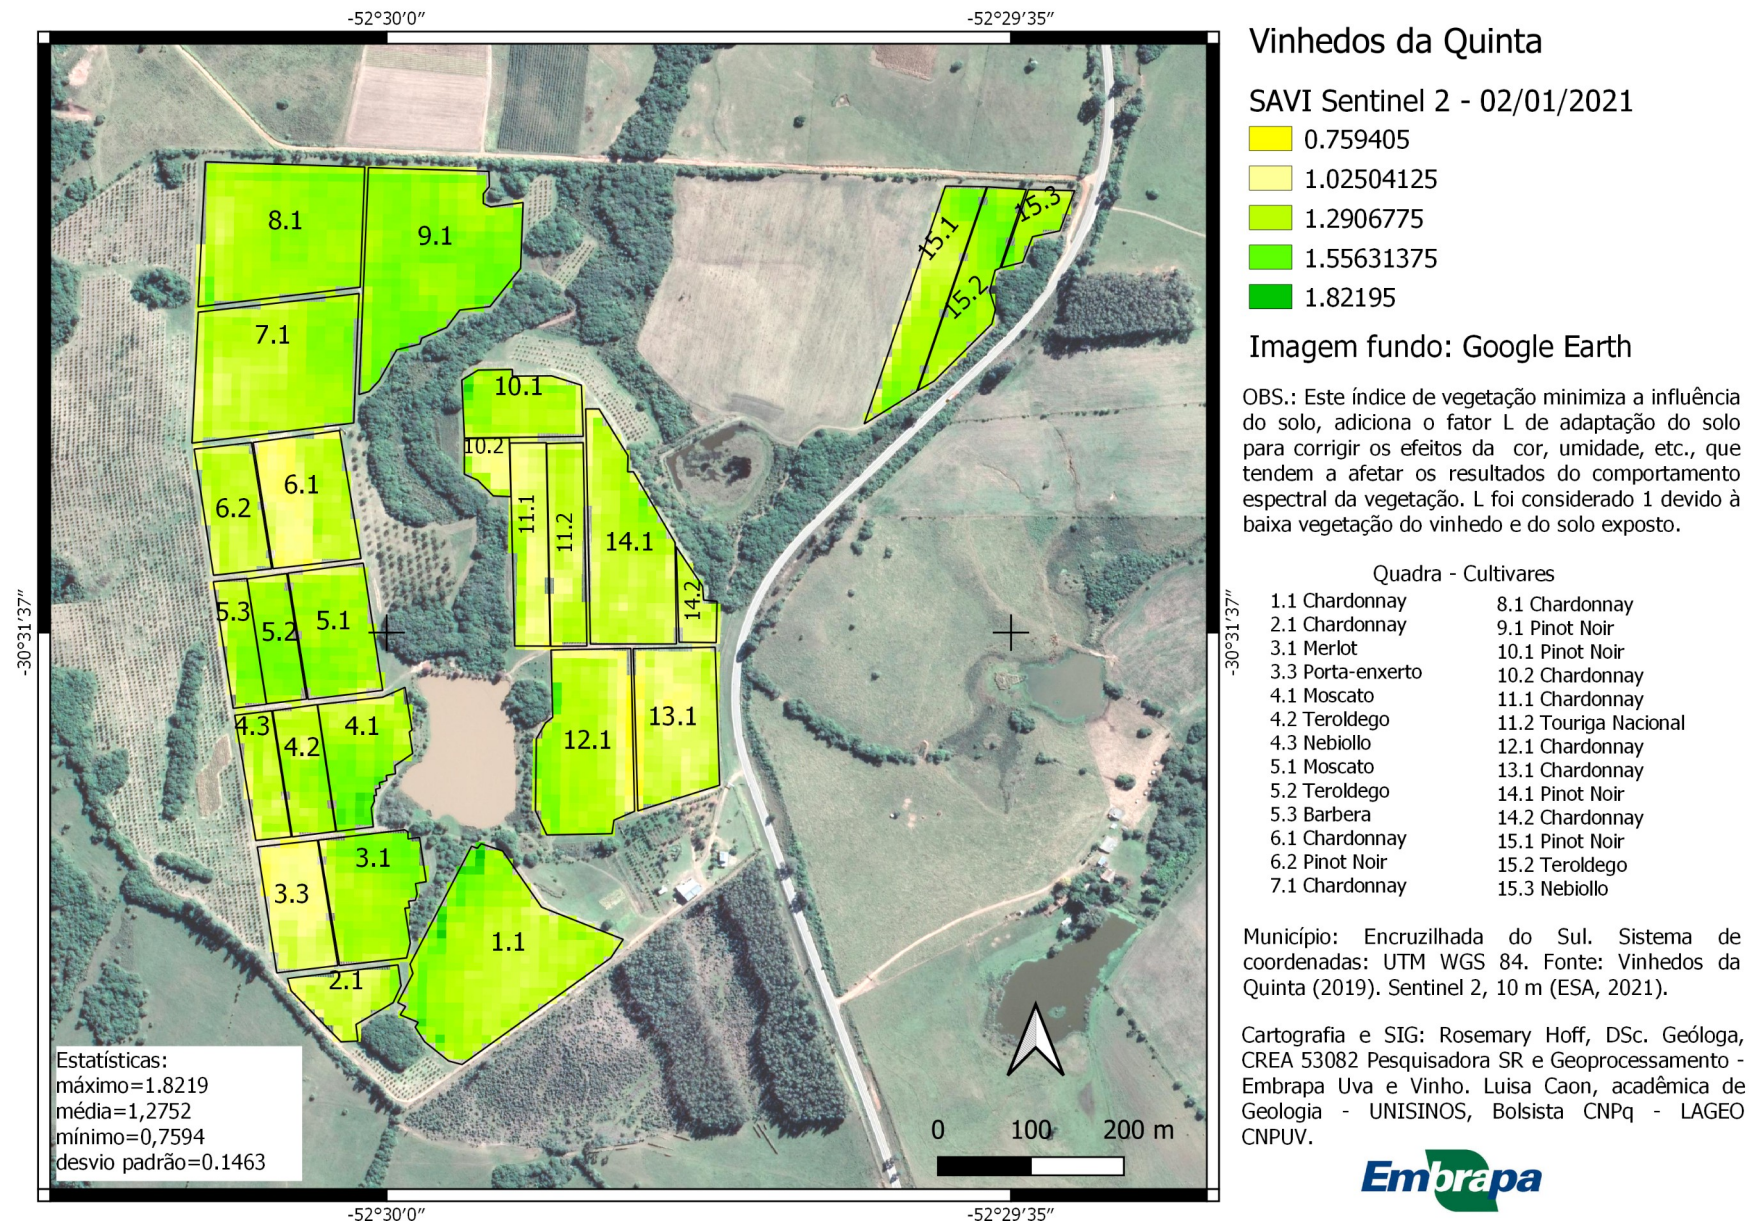 -52°30'0"
-52°29'35"
-30°31'37"
-30°31'37"
8.1
9.1
7.1
15.1
15.2
15.3
10.1
10.2
6.1
6.2
11.1
11.2
14.1
14.2
5.3
5.2
5.1
4.3
4.2
4.1
12.1
13.1
3.1
3.3
2.1
1.1
Estatísticas:
máximo=1.8219
média=1,2752
mínimo=0,7594
desvio padrão=0.1463
0 100 200 m
-52°30'0"
-52°29'35"
Vinhedos da Quinta
SAVI Sentinel 2 - 02/01/2021
0.759405
1.02504125
1.2906775
1.55631375
1.82195
Imagem fundo: Google Earth
OBS.: Este índice de vegetação minimiza a influência
do solo, adiciona o fator L de adaptação do solo
para corrigir os efeitos da cor, umidade, etc., que
tendem a afetar os resultados do comportamento
espectral da vegetação. L foi considerado 1 devido à
baixa vegetação do vinhedo e do solo exposto.
Quadra - Cultivares
1.1 Chardonnay
2.1 Chardonnay
3.1 Merlot
3.3 Porta-enxerto
4.1 Moscato
4.2 Teroldego
4.3 Nebiollo
5.1 Moscato
5.2 Teroldego
5.3 Barbera
6.1 Chardonnay
6.2 Pinot Noir
7.1 Chardonnay
8.1 Chardonnay
9.1 Pinot Noir
10.1 Pinot Noir
10.2 Chardonnay
11.1 Chardonnay
11.2 Touriga Nacional
12.1 Chardonnay
13.1 Chardonnay
14.1 Pinot Noir
14.2 Chardonnay
15.1 Pinot Noir
15.2 Teroldego
15.3 Nebiollo
Município: Encruzilhada do Sul. Sistema de
coordenadas: UTM WGS 84. Fonte: Vinhedos da
Quinta (2019). Sentinel 2, 10 m (ESA, 2021).
Cartografia e SIG: Rosemary Hoff, DSc. Geóloga,
CREA 53082 Pesquisadora SR e Geoprocessamento -
Embrapa Uva e Vinho. Luisa Caon, acadêmica de
Geologia - UNISINOS, Bolsista CNPq - LAGEO
CNPUV.
Embrapa